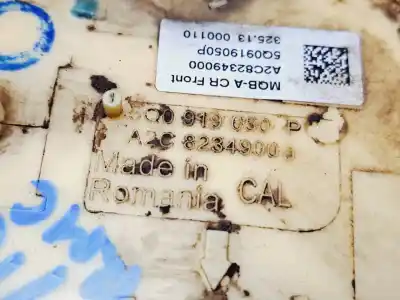 MQB-A CR Front
A2C82349000
5Q0919050P
325.13 000110
5Q0 919 050 P
A2C 82349000
Made in
Romania CAL